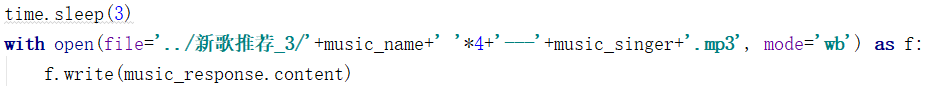 time.sleep(3)
with open(file='../新歌推荐_3/'+music_name+' '*4+'---'+music_singer+'.mp3', mode='wb') as f:
    f.write(music_response.content)